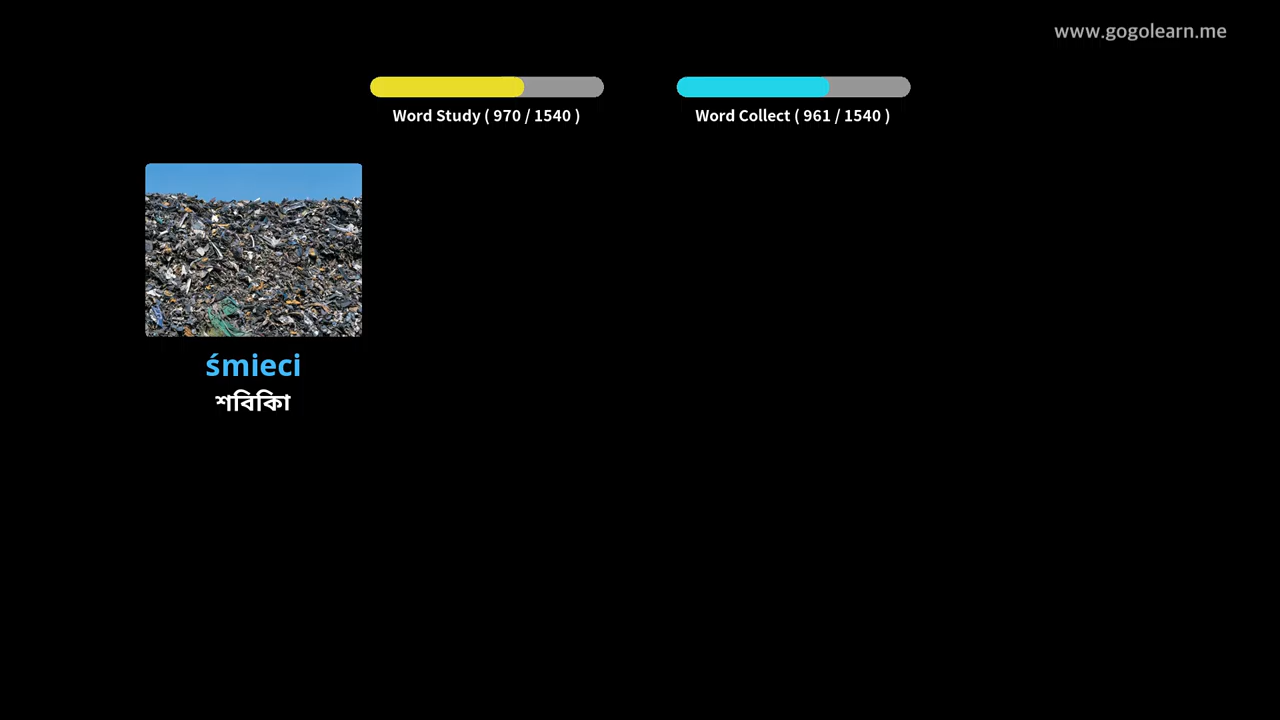 www.gogolearn.me
Word Study ( 970 / 1540 )
Word Collect ( 961 / 1540 )
śmieci
শবিকিা